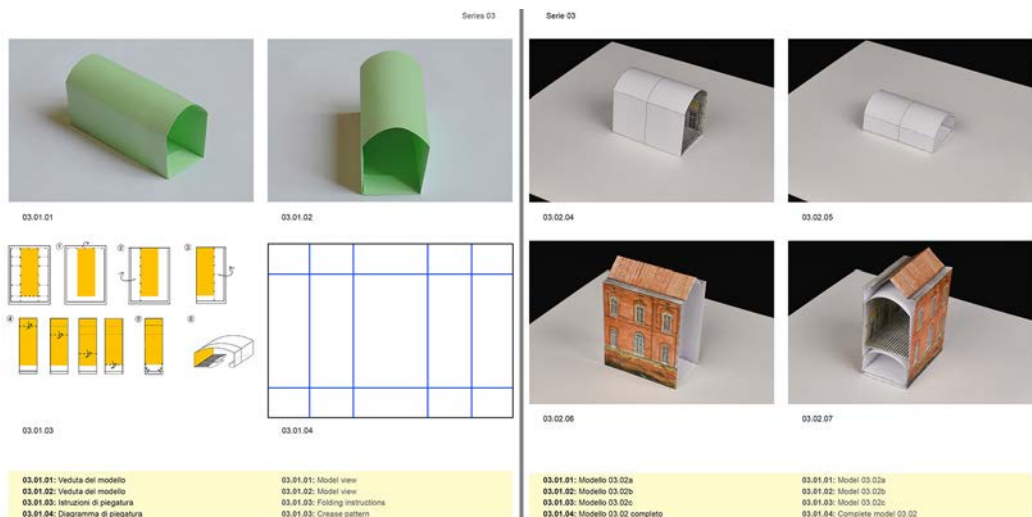 Series 03
03.01.01
03.01.02
03.01.03
03.01.04
03.01.01: Veduta del modello
03.01.02: Veduta del modello
03.01.03: Istruzioni di piegatura
03.01.04: Diagramma di piegatura
03.01.01: Model view
03.01.02: Model view
03.01.03: Folding instructions
03.01.03: Crease pattern
Serie 03
03.02.04
03.02.05
03.02.06
03.02.07
03.01.01: Modello 03.02a
03.01.02: Modello 03.02b
03.01.03: Modello 03.02c
03.01.04: Modello 03.02 completo
03.01.01: Model 03.02a
03.01.02: Model 03.02b
03.01.03: Model 03.02c
03.01.04: Complete model 03.02